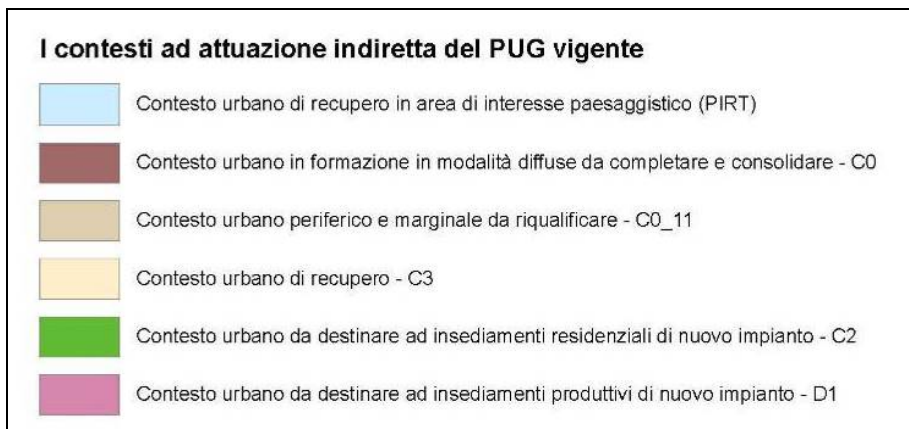 I contesti ad attuazione indiretta del PUG vigente
Contesto urbano di recupero in area di interesse paesaggistico (PIRT)
Contesto urbano in formazione in modalità diffuse da completare e consolidare - C0
Contesto urbano periferico e marginale da riqualificare - C0_11
Contesto urbano di recupero - C3
Contesto urbano da destinare ad insediamenti residenziali di nuovo impianto - C2
Contesto urbano da destinare ad insediamenti produttivi di nuovo impianto - D1